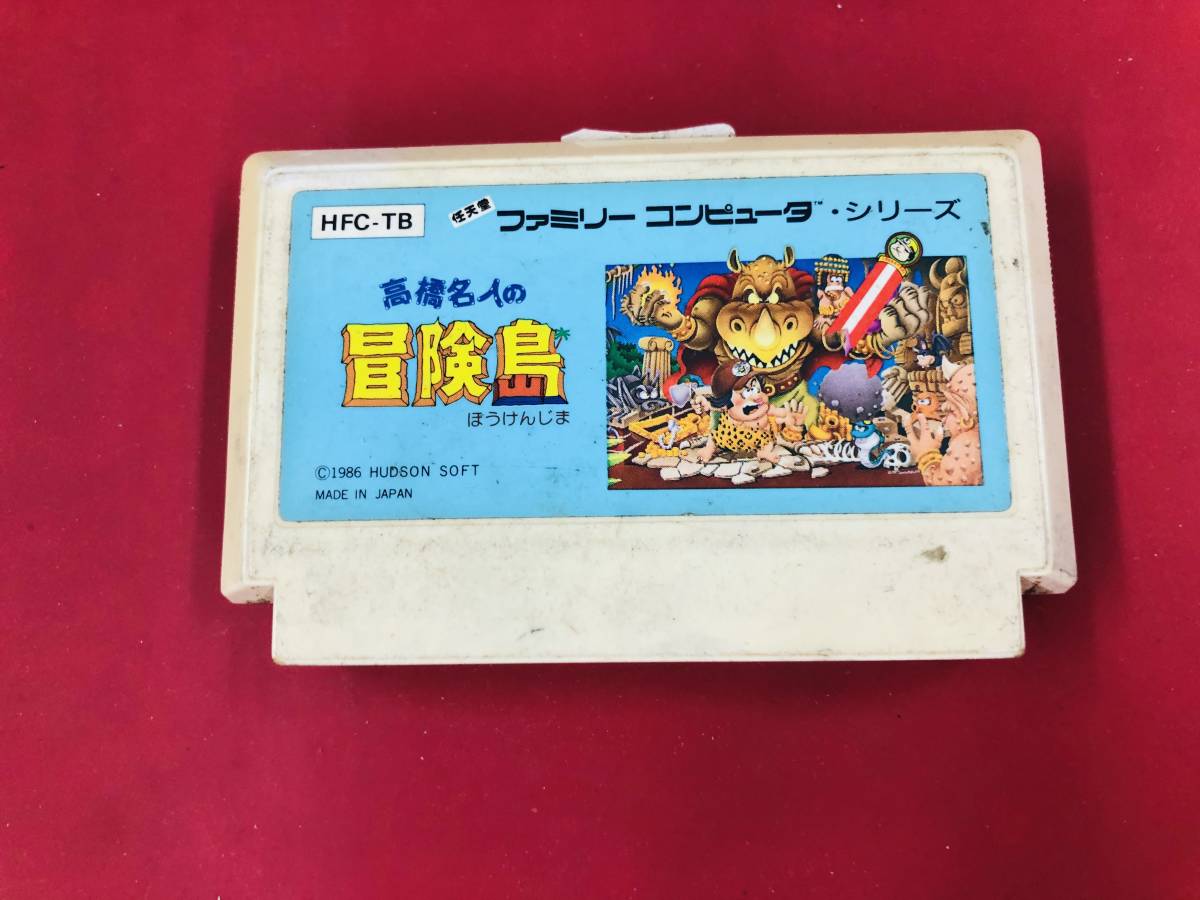 HFC-TB
任天堂 ファミリー コンピュータ™・シリーズ
高橋名人の
冒険島
ぼうけんじま
©1986 HUDSON SOFT
MADE IN JAPAN